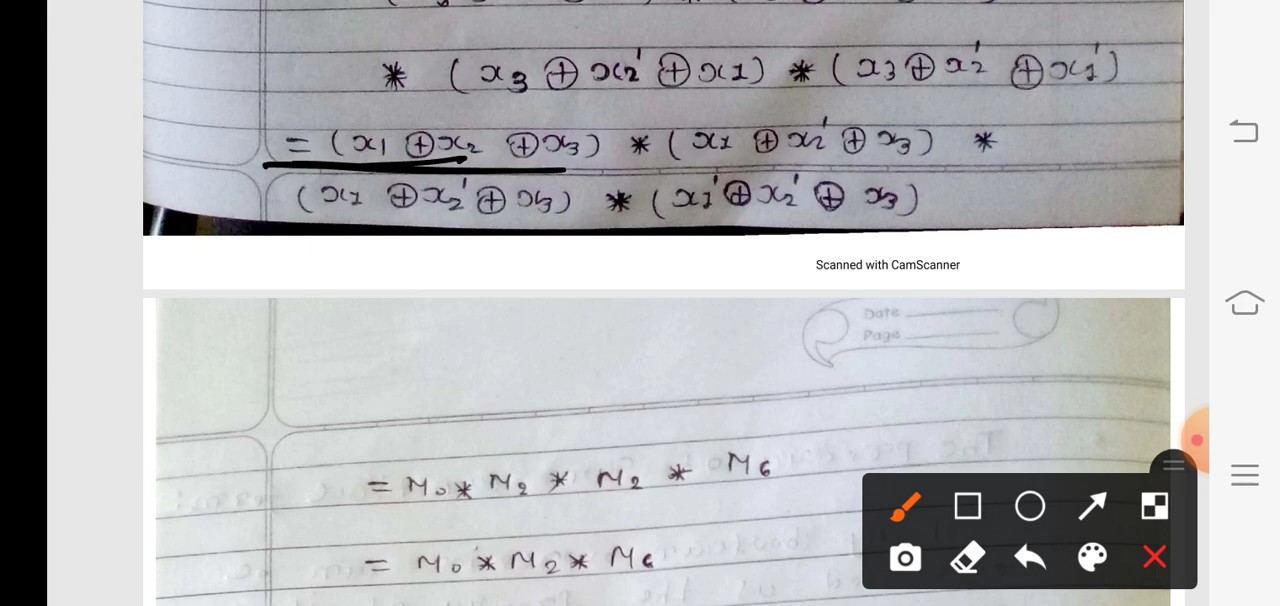 * (x3 ⊕ x2' ⊕ x1) * (x3 ⊕ x2' ⊕ x1')
= (x1 ⊕ x2 ⊕ x3) * (x1 ⊕ x2' ⊕ x3) *
(x1 ⊕ x2' ⊕ x3) * (x1' ⊕ x2' ⊕ x3)
Scanned with CamScanner
Date
Page
= M0 * M2 * M2 * M6
= M0 * M2 * M6